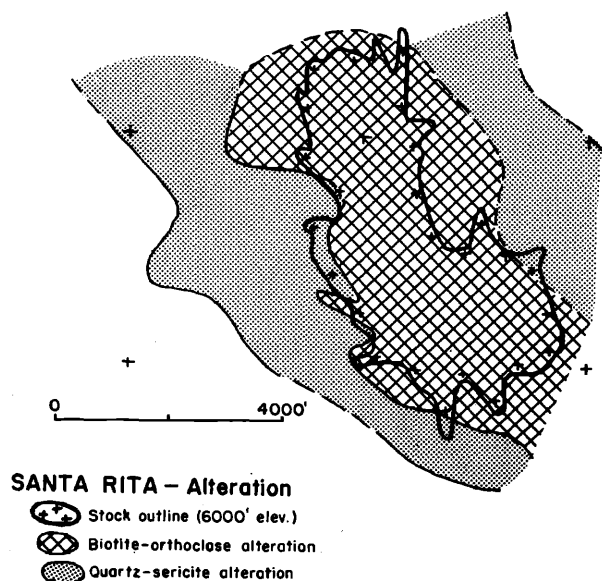 0 4000'
SANTA RITA – Alteration
Stock outline (6000' elev.)
Biotite-orthoclase alteration
Quartz-sericite alteration